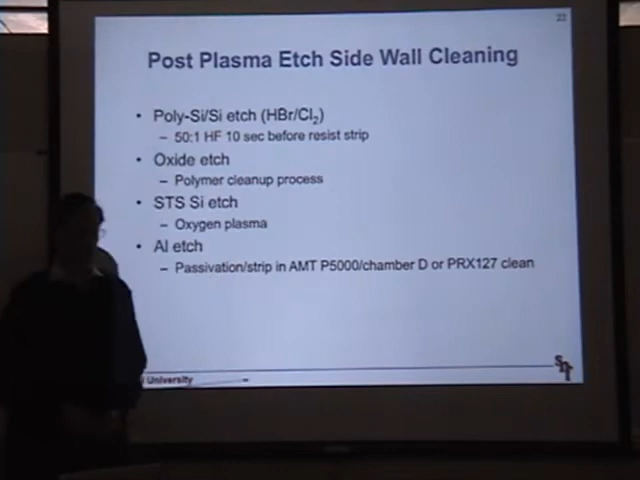 22
Post Plasma Etch Side Wall Cleaning
• Poly-Si/Si etch (HBr/Cl₂)
– 50:1 HF 10 sec before resist strip
• Oxide etch
– Polymer cleanup process
• STS Si etch
– Oxygen plasma
• Al etch
– Passivation/strip in AMT P5000/chamber D or PRX127 clean
University